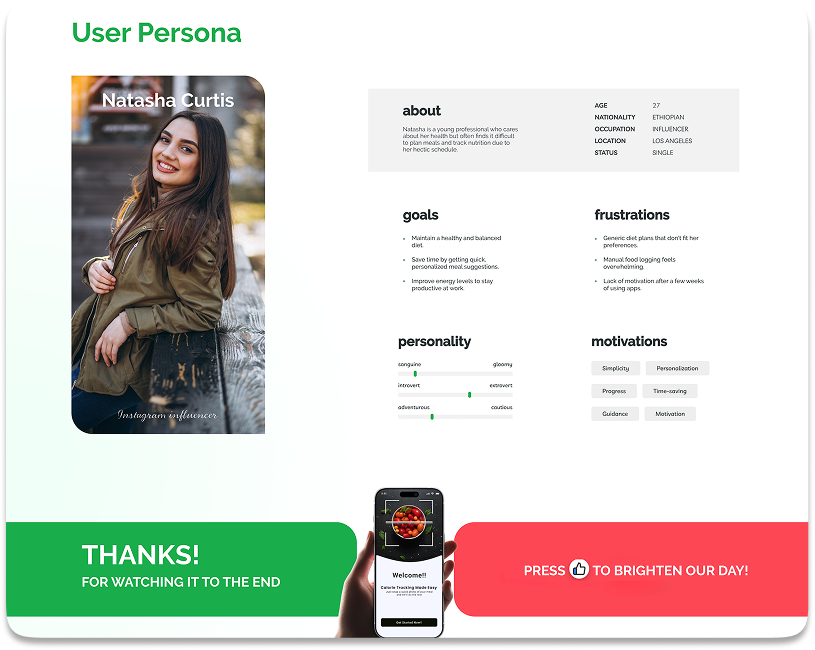 User Persona
Natasha Curtis
Instagram influencer
about
Natasha is a young professional who cares
about her health but often finds it difficult
to plan meals and track nutrition due to
her hectic schedule.
AGE 27
NATIONALITY ETHIOPIAN
OCCUPATION INFLUENCER
LOCATION LOS ANGELES
STATUS SINGLE
goals
• Maintain a healthy and balanced
diet.
• Save time by getting quick,
personalized meal suggestions.
• Improve energy levels to stay
productive at work.
frustrations
• Generic diet plans that don't fit her
preferences.
• Manual food logging feels
overwhelming.
• Lack of motivation after a few weeks
of using apps.
personality
sanguine gloomy
introvert extrovert
adventurous cautious
motivations
Simplicity Personalization
Progress Time-saving
Guidance Motivation
THANKS!
FOR WATCHING IT TO THE END
Welcome!!
Calorie Tracking Made Easy
Get Started Now!!
PRESS TO BRIGHTEN OUR DAY!